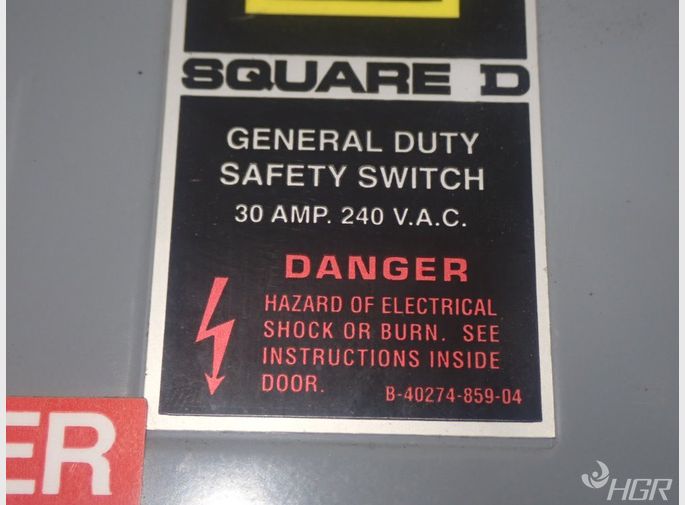 SQUARE D
GENERAL DUTY
SAFETY SWITCH
30 AMP. 240 V.A.C.
DANGER
HAZARD OF ELECTRICAL
SHOCK OR BURN. SEE
INSTRUCTIONS INSIDE
DOOR.
B-40274-859-04
ER
HGR